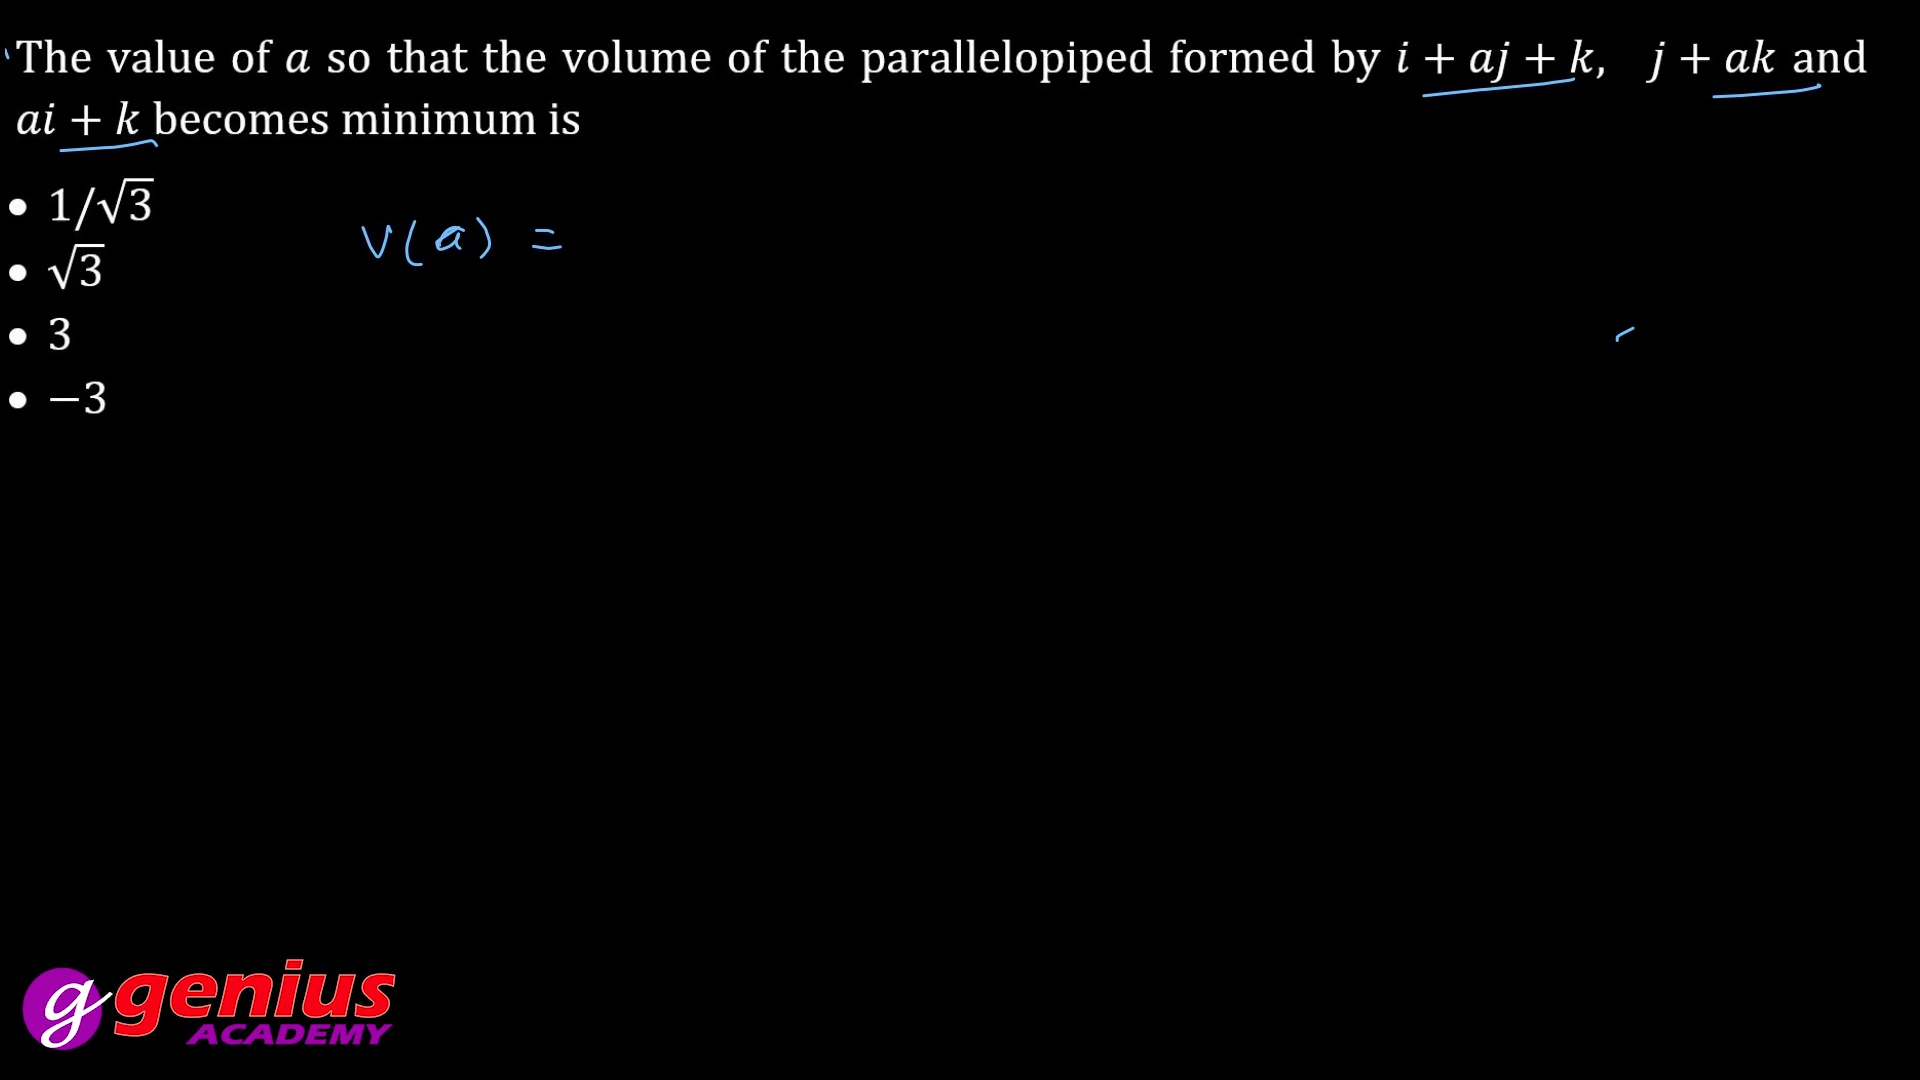 The value of a so that the volume of the parallelopiped formed by i + aj + k, j + ak and
ai + k becomes minimum is
• 1/√3
• √3
• 3
• −3
v(a) =
g genius
ACADEMY